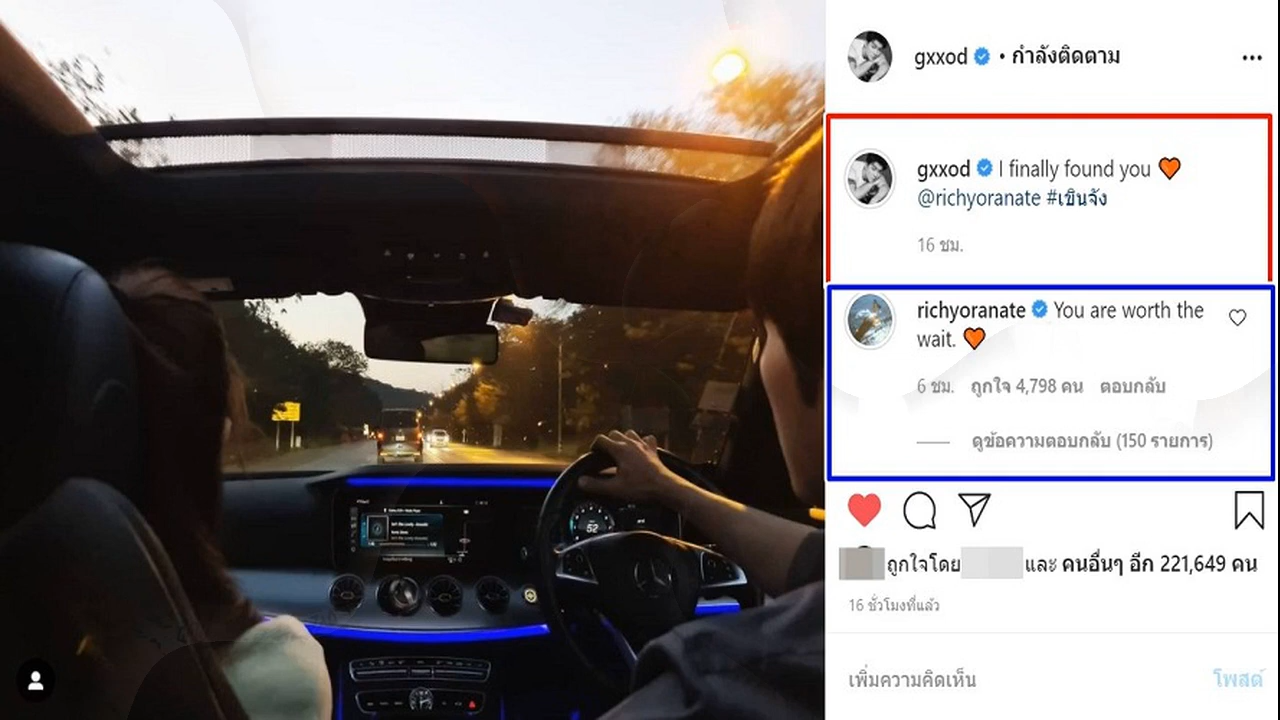 gxxod • กำลังติดตาม
gxxod I finally found you 🧡
@richyoranate #เขินจัง
16 ชม.
richyoranate You are worth the
wait. 🧡
6 ชม. ถูกใจ 4,798 คน ตอบกลับ
ดูข้อความตอบกลับ (150 รายการ)
ถูกใจโดย และ คนอื่นๆ อีก 221,649 คน
16 ชั่วโมงที่แล้ว
เพิ่มความคิดเห็น
โพสต์
52